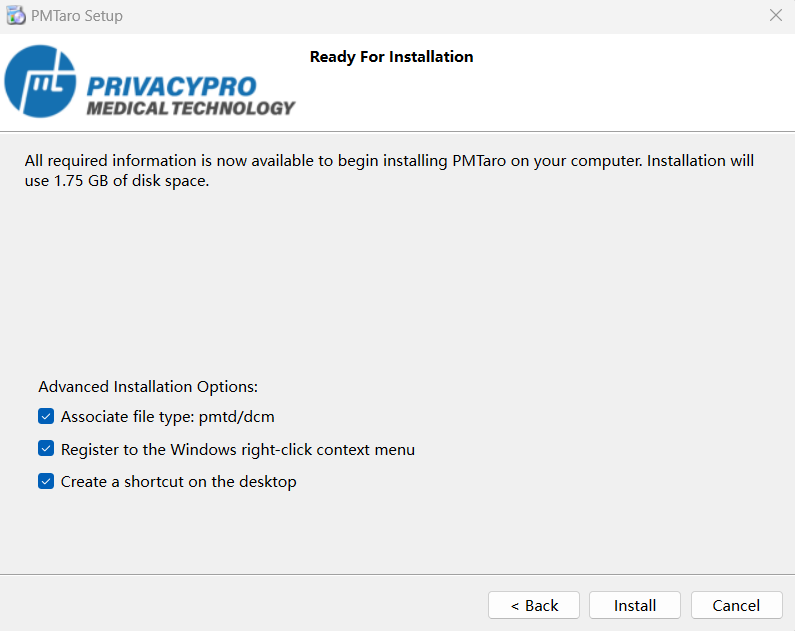 PMTaro Setup
Ready For Installation
PRIVACYPRO
MEDICAL TECHNOLOGY
All required information is now available to begin installing PMTaro on your computer. Installation will
use 1.75 GB of disk space.
Advanced Installation Options:
Associate file type: pmtd/dcm
Register to the Windows right-click context menu
Create a shortcut on the desktop
< Back
Install
Cancel